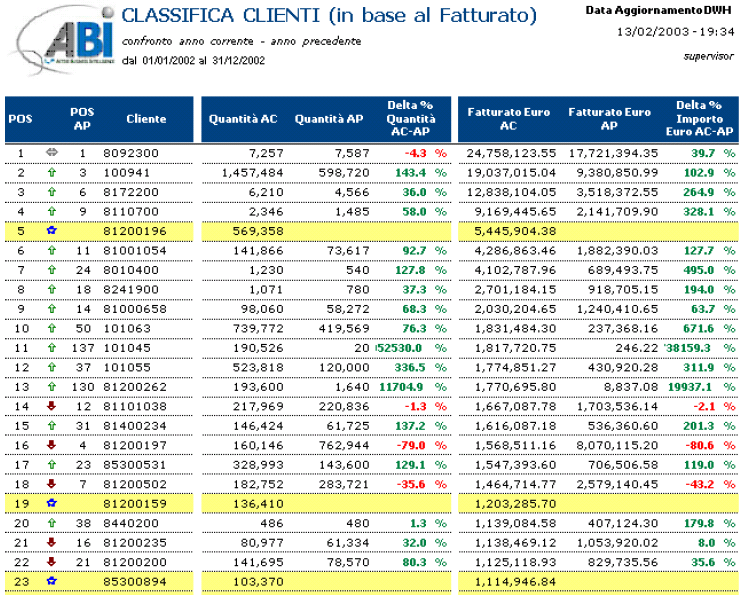 CLASSIFICA CLIENTI (in base al Fatturato)
Data Aggiornamento DWH
13/02/2003 - 19:34
supervisor
ABI
AFTER BUSINESS INTELLIGENCE
confronto anno corrente - anno precedente
dal 01/01/2002 al 31/12/2002
POS POS AP Cliente Quantità AC Quantità AP Delta % Quantità AC-AP Fatturato Euro AC Fatturato Euro AP Delta % Importo Euro AC-AP
1 1 8092300 7,257 7,587 -4.3 % 24,758,123.55 17,721,394.35 39.7 %
2 3 100941 1,457,484 598,720 143.4 % 19,037,015.04 9,380,850.99 102.9 %
3 6 8172200 6,210 4,566 36.0 % 12,838,104.05 3,518,372.55 264.9 %
4 9 8110700 2,346 1,485 58.0 % 9,169,445.65 2,141,709.90 328.1 %
5 81200196 569,358 5,445,904.38
6 11 81001054 141,866 73,617 92.7 % 4,286,863.46 1,882,390.03 127.7 %
7 24 8010400 1,230 540 127.8 % 4,102,787.96 689,493.75 495.0 %
8 18 8241900 1,071 780 37.3 % 2,701,184.15 918,705.15 194.0 %
9 14 81000658 98,060 58,272 68.3 % 2,030,204.65 1,240,410.65 63.7 %
10 50 101063 739,772 419,569 76.3 % 1,831,484.30 237,368.16 671.6 %
11 137 101045 190,526 20 52530.0 % 1,817,720.75 246.22 38159.3 %
12 37 101055 523,818 120,000 336.5 % 1,774,851.27 430,920.28 311.9 %
13 130 81200262 193,600 1,640 11704.9 % 1,770,695.80 8,837.08 19937.1 %
14 12 81101038 217,969 220,836 -1.3 % 1,667,087.78 1,703,536.14 -2.1 %
15 31 81400234 146,424 61,725 137.2 % 1,616,087.18 536,360.60 201.3 %
16 4 81200197 160,146 762,944 -79.0 % 1,568,511.16 8,070,115.20 -80.6 %
17 23 85300531 328,993 143,600 129.1 % 1,547,393.60 706,506.58 119.0 %
18 7 81200502 182,752 283,721 -35.6 % 1,464,714.77 2,579,140.45 -43.2 %
19 81200159 136,410 1,203,285.70
20 38 8440200 486 480 1.3 % 1,139,084.58 407,124.30 179.8 %
21 16 81200235 80,977 61,334 32.0 % 1,138,469.12 1,053,920.02 8.0 %
22 21 81200200 141,695 78,570 80.3 % 1,125,118.93 829,735.56 35.6 %
23 85300894 103,370 1,114,946.84